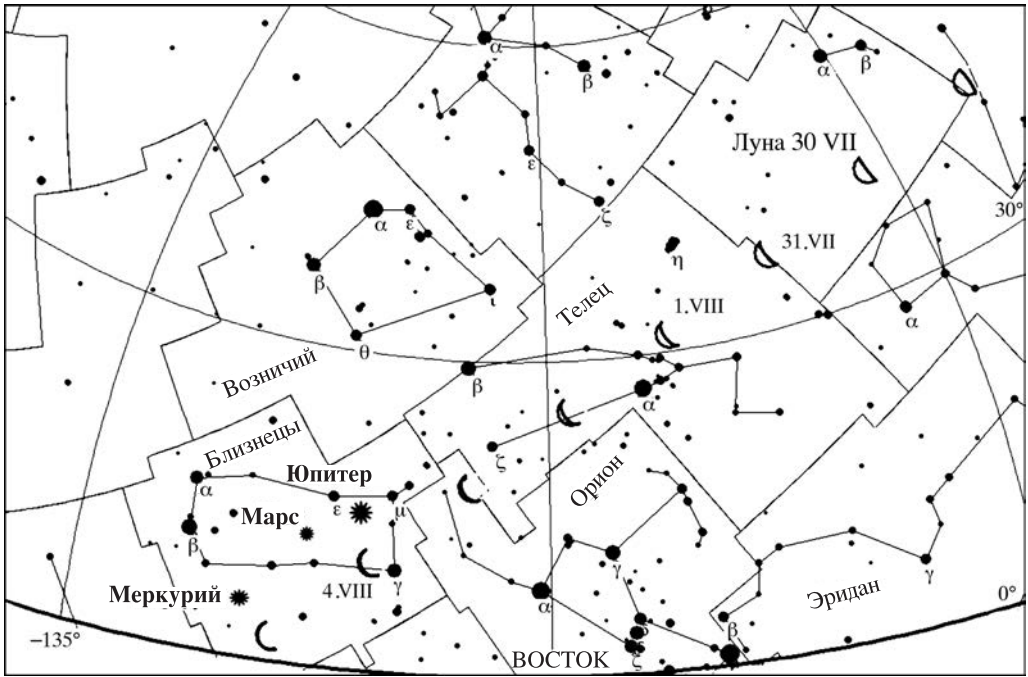 α
β
α β
ε
Луна 30 VII
ζ
30°
α ε
η
31.VII
β
ι
Телец
1.VIII
α
θ
Возничий
β
α
Близнецы
ζ
Юпитер
Орион
α
ε
μ
Марс
β
γ
γ
4.VIII
γ
Меркурий
α
Эридан
0°
β
δ
−135°
ВОСТОК
ζ